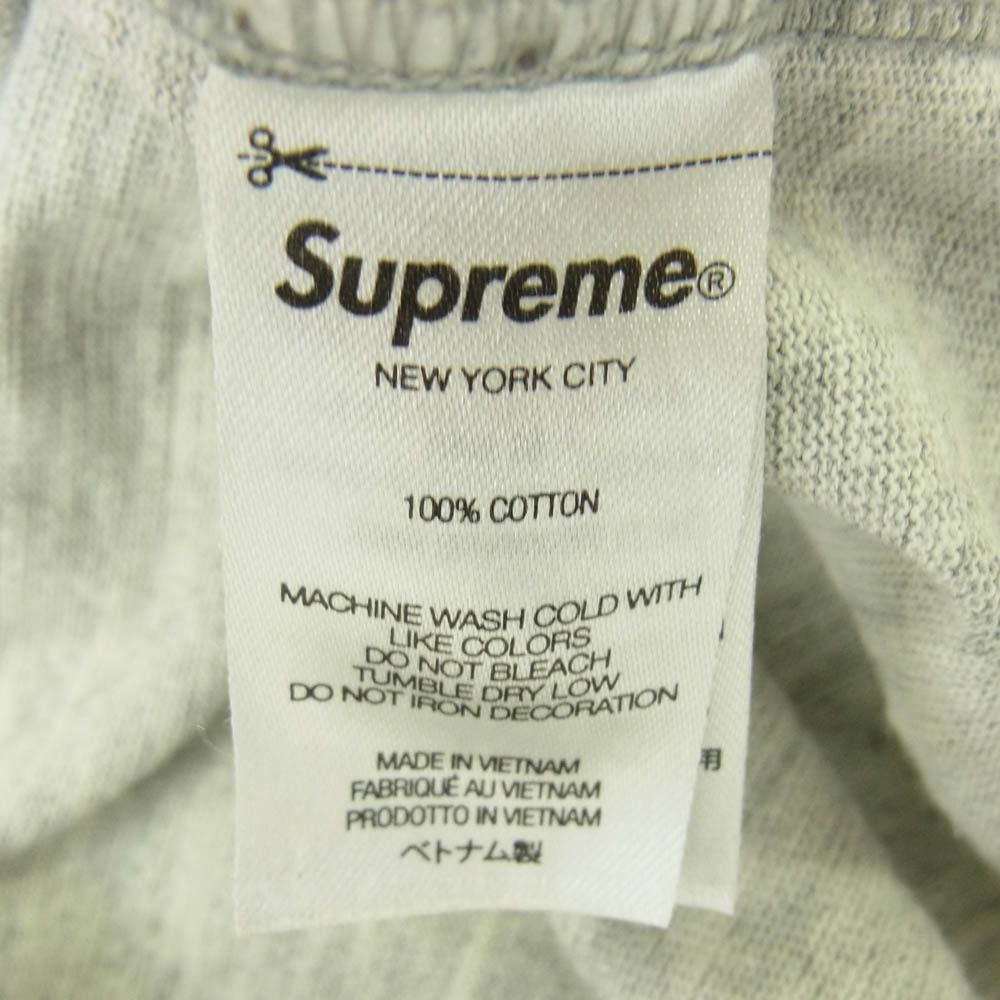 Supreme®
NEW YORK CITY
100% COTTON
MACHINE WASH COLD WITH
LIKE COLORS
DO NOT BLEACH
TUMBLE DRY LOW
DO NOT IRON DECORATION
MADE IN VIETNAM
FABRIQUÉ AU VIETNAM
PRODOTTO IN VIETNAM
ベトナム製
用